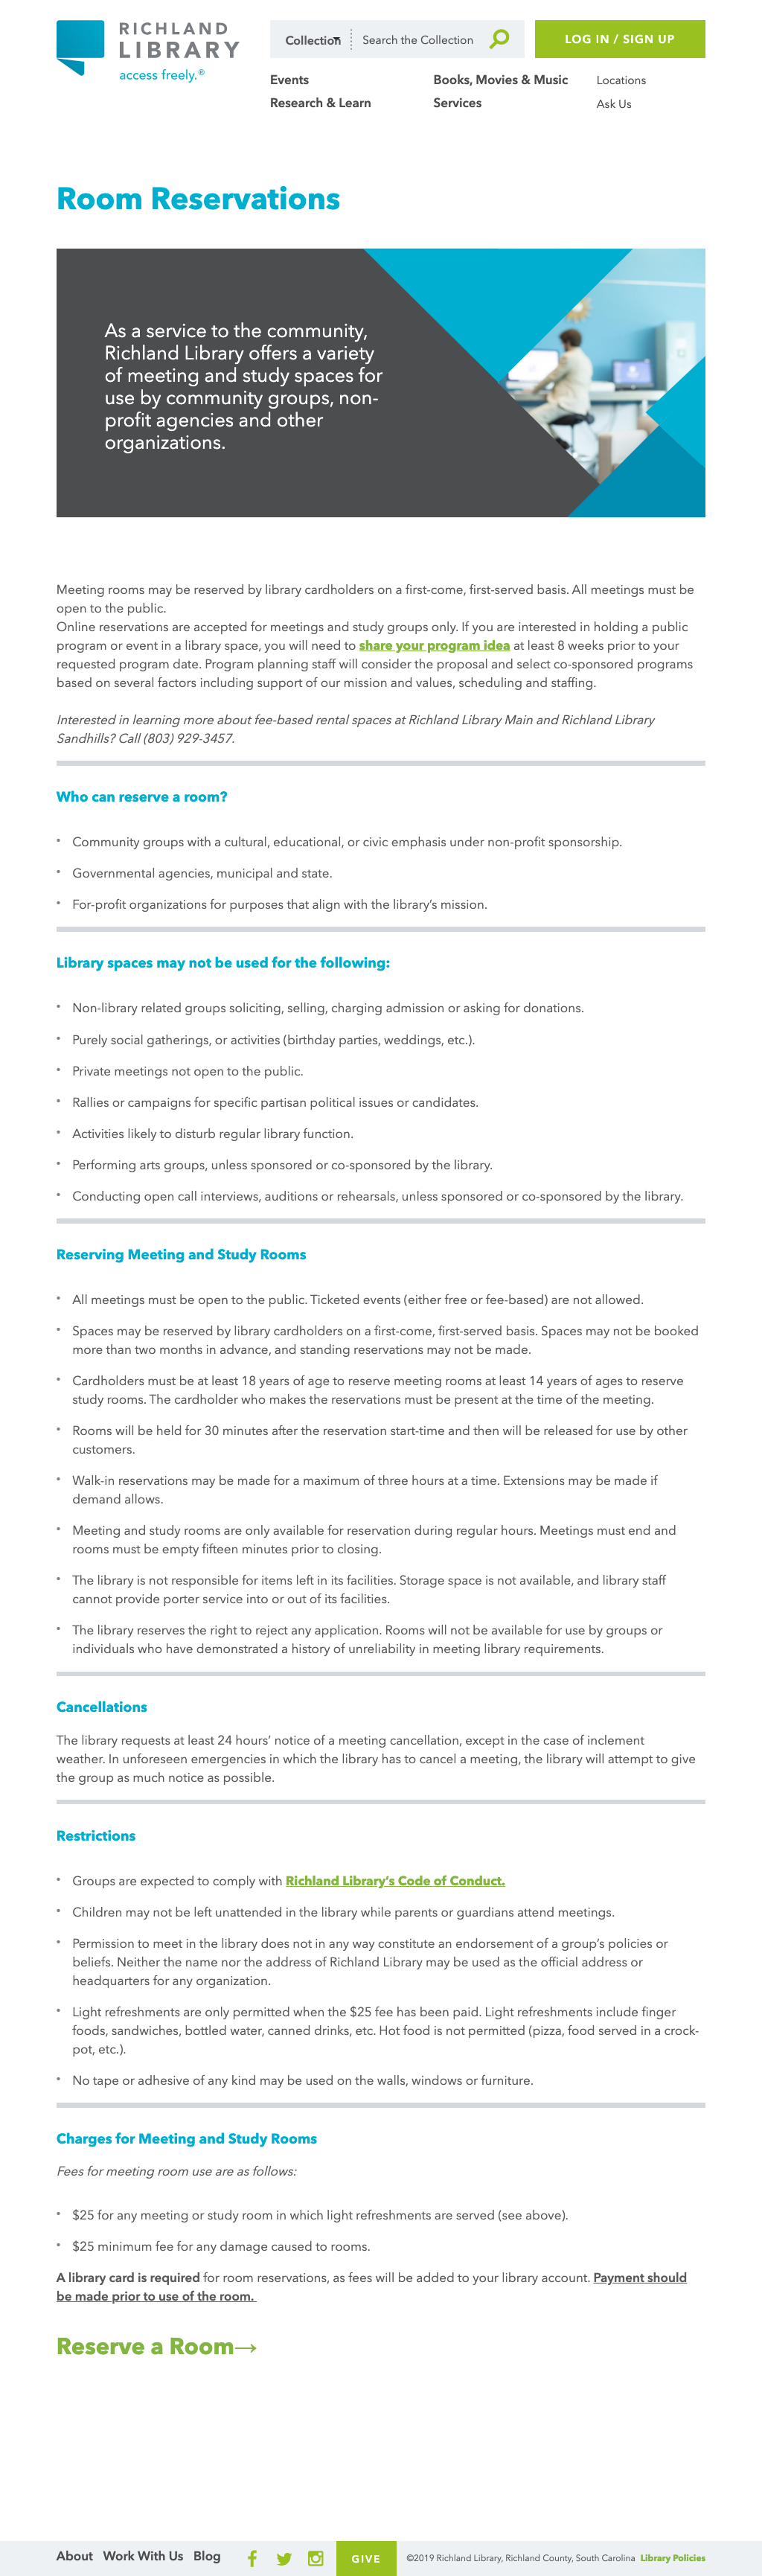 RICHLAND
LIBRARY
access freely.®
Collection
Search the Collection
LOG IN / SIGN UP
Events
Books, Movies & Music
Locations
Research & Learn
Services
Ask Us
Room Reservations
As a service to the community,
Richland Library offers a variety
of meeting and study spaces for
use by community groups, non-
profit agencies and other
organizations.
Meeting rooms may be reserved by library cardholders on a first-come, first-served basis. All meetings must be
open to the public.
Online reservations are accepted for meetings and study groups only. If you are interested in holding a public
program or event in a library space, you will need to share your program idea at least 8 weeks prior to your
requested program date. Program planning staff will consider the proposal and select co-sponsored programs
based on several factors including support of our mission and values, scheduling and staffing.
Interested in learning more about fee-based rental spaces at Richland Library Main and Richland Library
Sandhills? Call (803) 929-3457.
Who can reserve a room?
• Community groups with a cultural, educational, or civic emphasis under non-profit sponsorship.
• Governmental agencies, municipal and state.
• For-profit organizations for purposes that align with the library’s mission.
Library spaces may not be used for the following:
• Non-library related groups soliciting, selling, charging admission or asking for donations.
• Purely social gatherings, or activities (birthday parties, weddings, etc.).
• Private meetings not open to the public.
• Rallies or campaigns for specific partisan political issues or candidates.
• Activities likely to disturb regular library function.
• Performing arts groups, unless sponsored or co-sponsored by the library.
• Conducting open call interviews, auditions or rehearsals, unless sponsored or co-sponsored by the library.
Reserving Meeting and Study Rooms
• All meetings must be open to the public. Ticketed events (either free or fee-based) are not allowed.
• Spaces may be reserved by library cardholders on a first-come, first-served basis. Spaces may not be booked
more than two months in advance, and standing reservations may not be made.
• Cardholders must be at least 18 years of age to reserve meeting rooms at least 14 years of ages to reserve
study rooms. The cardholder who makes the reservations must be present at the time of the meeting.
• Rooms will be held for 30 minutes after the reservation start-time and then will be released for use by other
customers.
• Walk-in reservations may be made for a maximum of three hours at a time. Extensions may be made if
demand allows.
• Meeting and study rooms are only available for reservation during regular hours. Meetings must end and
rooms must be empty fifteen minutes prior to closing.
• The library is not responsible for items left in its facilities. Storage space is not available, and library staff
cannot provide porter service into or out of its facilities.
• The library reserves the right to reject any application. Rooms will not be available for use by groups or
individuals who have demonstrated a history of unreliability in meeting library requirements.
Cancellations
The library requests at least 24 hours’ notice of a meeting cancellation, except in the case of inclement
weather. In unforeseen emergencies in which the library has to cancel a meeting, the library will attempt to give
the group as much notice as possible.
Restrictions
• Groups are expected to comply with Richland Library’s Code of Conduct.
• Children may not be left unattended in the library while parents or guardians attend meetings.
• Permission to meet in the library does not in any way constitute an endorsement of a group’s policies or
beliefs. Neither the name nor the address of Richland Library may be used as the official address or
headquarters for any organization.
• Light refreshments are only permitted when the $25 fee has been paid. Light refreshments include finger
foods, sandwiches, bottled water, canned drinks, etc. Hot food is not permitted (pizza, food served in a crock-
pot, etc.).
• No tape or adhesive of any kind may be used on the walls, windows or furniture.
Charges for Meeting and Study Rooms
Fees for meeting room use are as follows:
• $25 for any meeting or study room in which light refreshments are served (see above).
• $25 minimum fee for any damage caused to rooms.
A library card is required for room reservations, as fees will be added to your library account. Payment should
be made prior to use of the room.
Reserve a Room→
About Work With Us Blog
GIVE
©2019 Richland Library, Richland County, South Carolina Library Policies